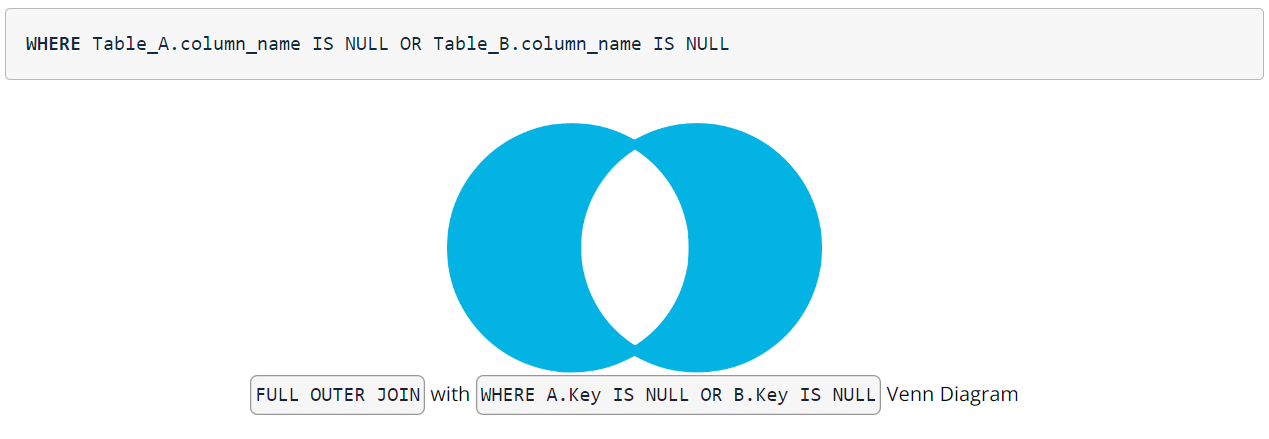 WHERE Table_A.column_name IS NULL OR Table_B.column_name IS NULL
FULL OUTER JOIN with WHERE A.Key IS NULL OR B.Key IS NULL Venn Diagram